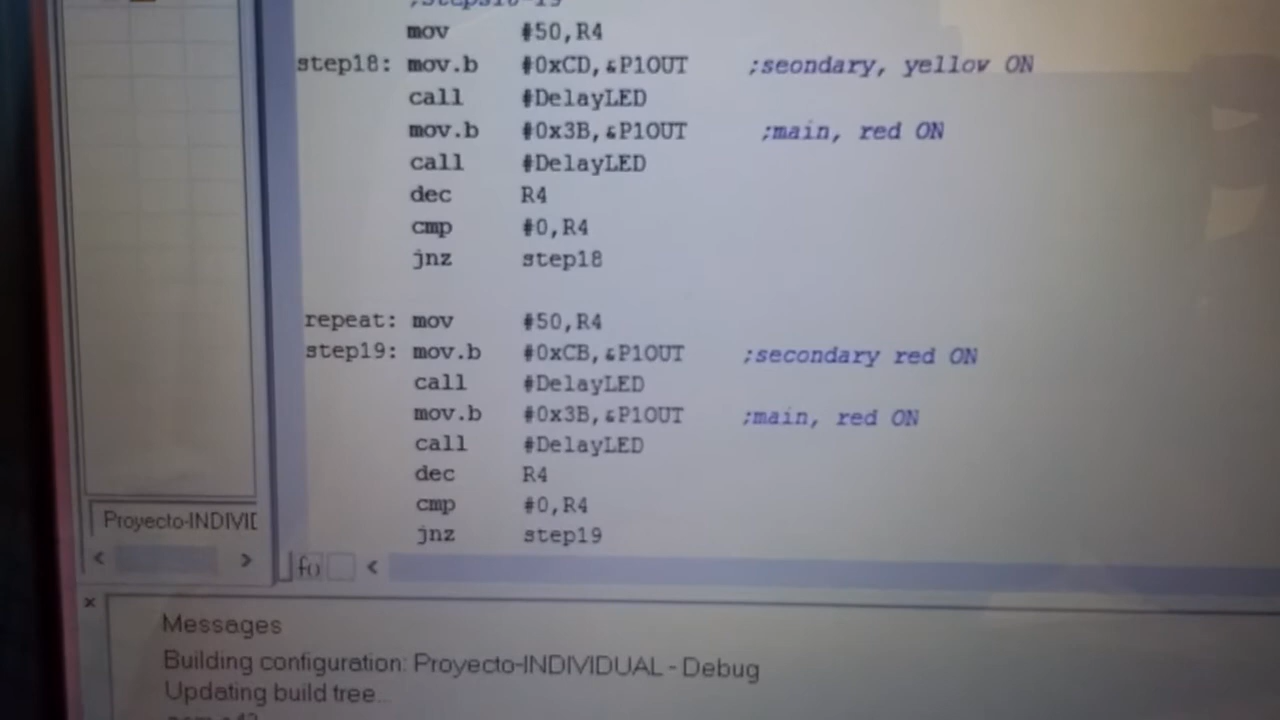 mov #50,R4
step18: mov.b #0xCD,&P1OUT ;seondary, yellow ON
call #DelayLED
mov.b #0x3B,&P1OUT ;main, red ON
call #DelayLED
dec R4
cmp #0,R4
jnz step18
repeat: mov #50,R4
step19: mov.b #0xCB,&P1OUT ;secondary red ON
call #DelayLED
mov.b #0x3B,&P1OUT ;main, red ON
call #DelayLED
dec R4
cmp #0,R4
jnz step19
Proyecto-INDIVID
fo
Messages
Building configuration: Proyecto-INDIVIDUAL - Debug
Updating build tree...